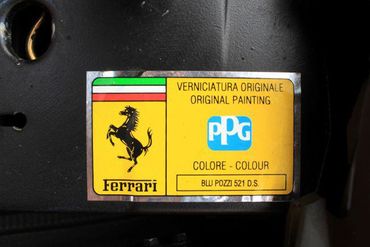 VERNICIATURA ORIGINALE
ORIGINAL PAINTING
PPG
COLORE - COLOUR
BLU POZZI 521 D.S.
Ferrari